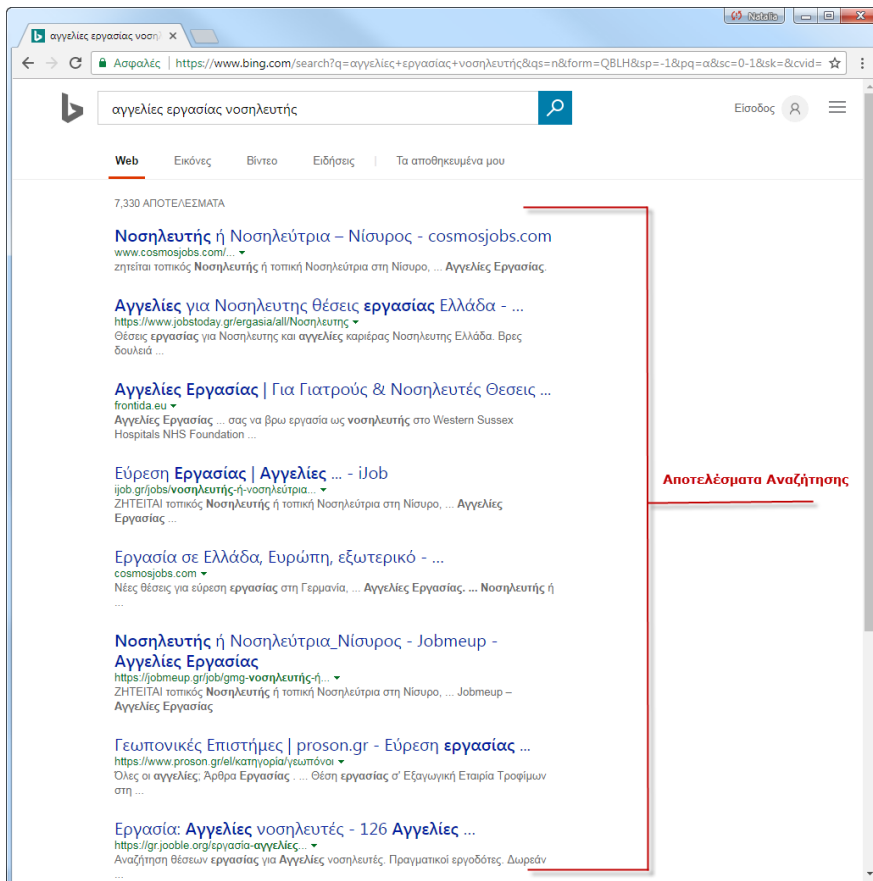 Natalia
αγγελίες εργασίας νοση
Ασφαλές | https://www.bing.com/search?q=αγγελίες+εργασίας+νοσηλευτής&qs=n&form=QBLH&sp=-1&pq=α&sc=0-1&sk=&cvid=
αγγελίες εργασίας νοσηλευτής
Είσοδος
Web Εικόνες Βίντεο Ειδήσεις | Τα αποθηκευμένα μου
7,330 ΑΠΟΤΕΛΕΣΜΑΤΑ
Νοσηλευτής ή Νοσηλεύτρια – Νίσυρος - cosmosjobs.com
www.cosmosjobs.com/...
ζητείται τοπικός Νοσηλευτής ή τοπική Νοσηλεύτρια στη Νίσυρο, ... Αγγελίες Εργασίας.
Αγγελίες για Νοσηλευτης θέσεις εργασίας Ελλάδα - ...
https://www.jobstoday.gr/ergasia/all/Νοσηλευτης
Θέσεις εργασίας για Νοσηλευτης και αγγελίες καριέρας Νοσηλευτης Ελλάδα. Βρες
δουλειά ...
Αγγελίες Εργασίας | Για Γιατρούς & Νοσηλευτές Θεσεις ...
frontida.eu
Αγγελίες Εργασίας ... σας να βρω εργασία ως νοσηλευτής στο Western Sussex
Hospitals NHS Foundation ...
Εύρεση Εργασίας | Αγγελίες ... - iJob
ijob.gr/jobs/νοσηλευτής-ή-νοσηλεύτρια...
ΖΗΤΕΙΤΑΙ τοπικός Νοσηλευτής ή τοπική Νοσηλεύτρια στη Νίσυρο, ... Αγγελίες
Εργασίας ...
Αποτελέσματα Αναζήτησης
Εργασία σε Ελλάδα, Ευρώπη, εξωτερικό - ...
cosmosjobs.com
Νέες θέσεις για εύρεση εργασίας στη Γερμανία, ... Αγγελίες Εργασίας. ... Νοσηλευτής ή
...
Νοσηλευτής ή Νοσηλεύτρια_Νίσυρος - Jobmeup -
Αγγελίες Εργασίας
https://jobmeup.gr/job/gmg-νοσηλευτής-ή...
ΖΗΤΕΙΤΑΙ τοπικός Νοσηλευτής ή τοπική Νοσηλεύτρια στη Νίσυρο, ... Jobmeup –
Αγγελίες Εργασίας
Γεωπονικές Επιστήμες | proson.gr - Εύρεση εργασίας ...
https://www.proson.gr/el/κατηγορία/γεωπόνοι
Όλες οι αγγελίες; Άρθρα Εργασίας . ... Θέση εργασίας σ' Εξαγωγική Εταιρία Τροφίμων
στη ...
Εργασία: Αγγελίες νοσηλευτές - 126 Αγγελίες ...
https://gr.jooble.org/εργασία-αγγελίες...
Αναζήτηση θέσεων εργασίας για Αγγελίες νοσηλευτές. Πραγματικοί εργοδότες. Δωρεάν
...